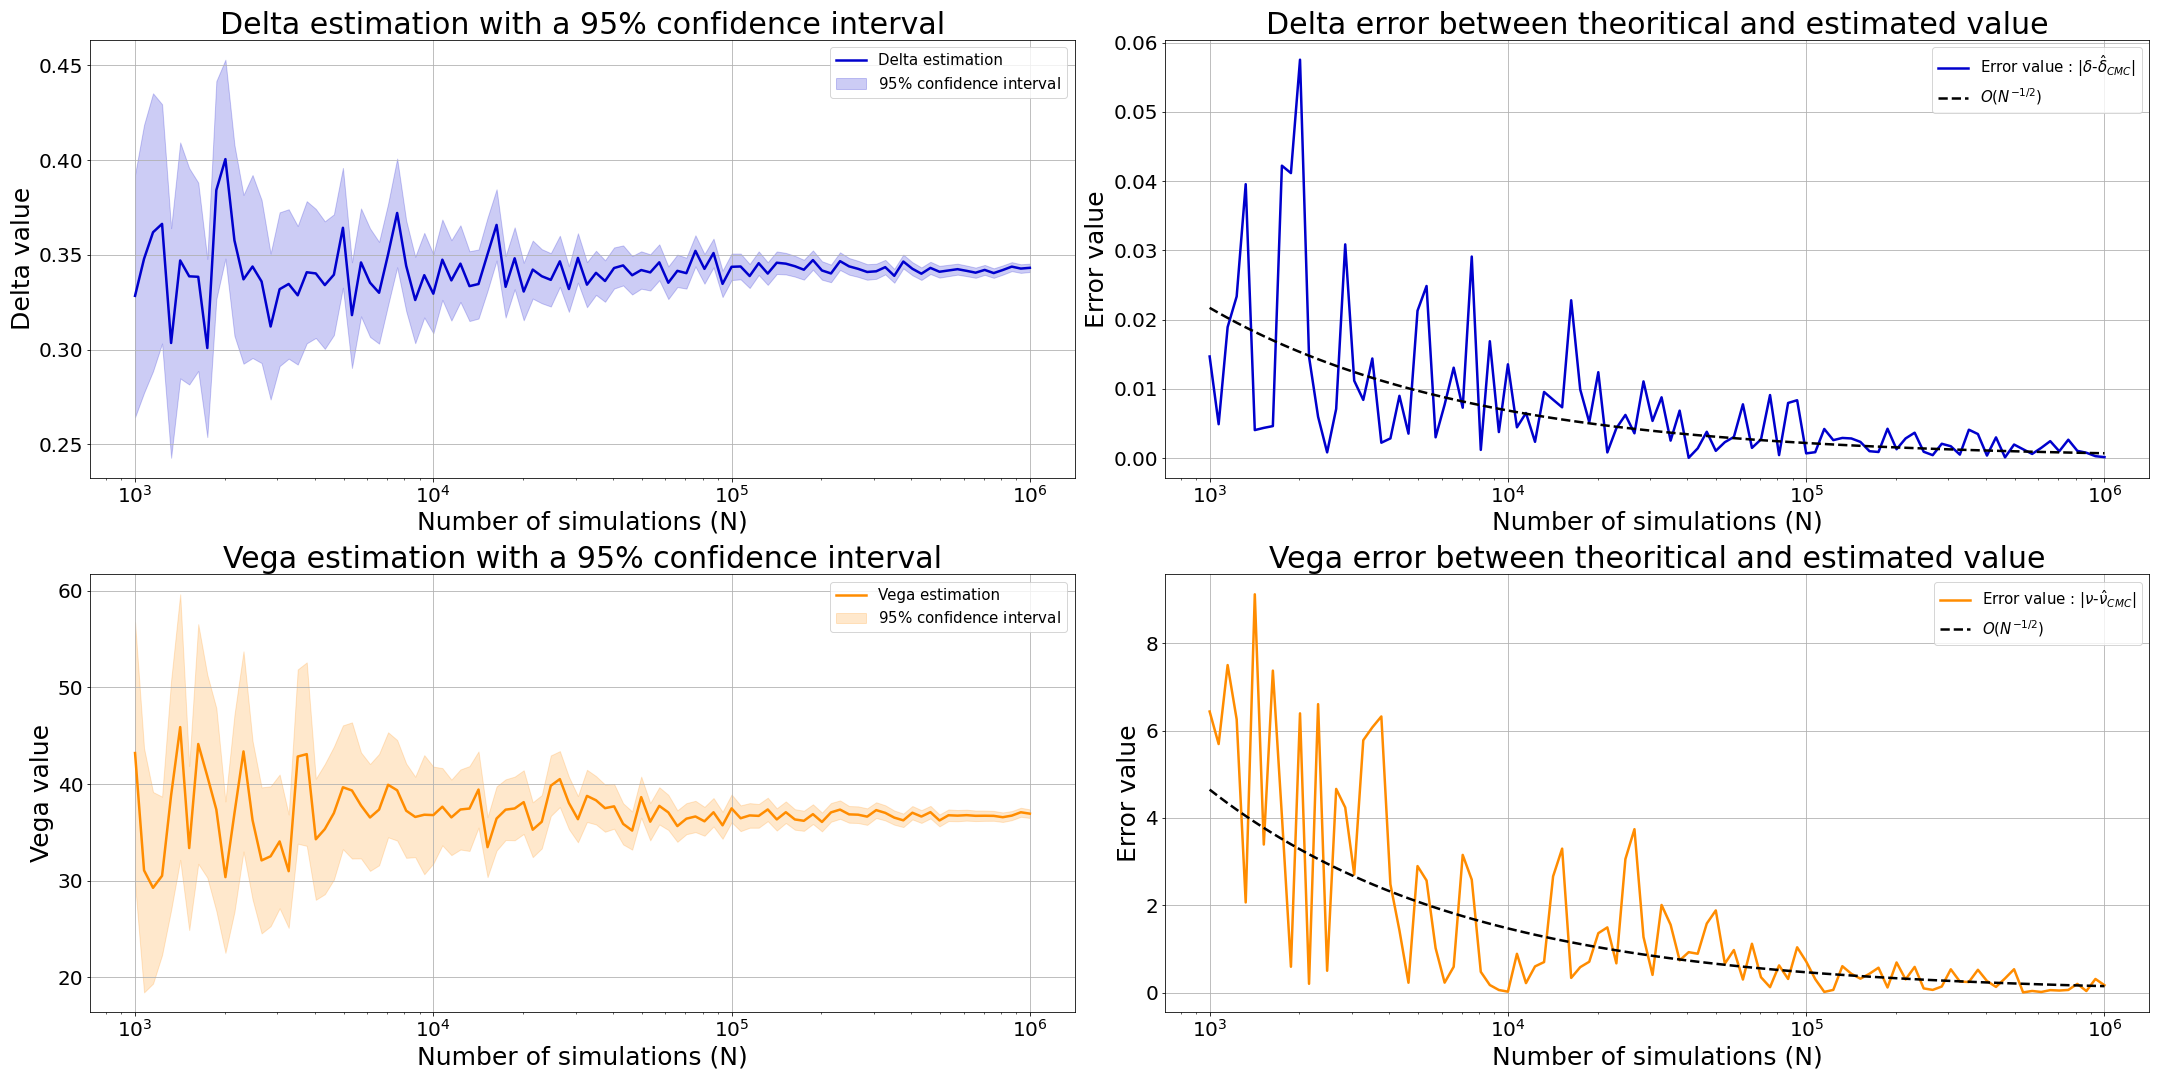 Delta estimation with a 95% confidence interval
Delta value
0.45
0.40
0.35
0.30
0.25
Delta estimation
95% confidence interval
10³ 10⁴ 10⁵ 10⁶
Number of simulations (N)
Delta error between theoritical and estimated value
Error value
0.06
0.05
0.04
0.03
0.02
0.01
0.00
Error value : |δ-δ̂_CMC|
O(N⁻¹/²)
10³ 10⁴ 10⁵ 10⁶
Number of simulations (N)
Vega estimation with a 95% confidence interval
Vega value
60
50
40
30
20
Vega estimation
95% confidence interval
10³ 10⁴ 10⁵ 10⁶
Number of simulations (N)
Vega error between theoritical and estimated value
Error value
8
6
4
2
0
Error value : |ν-ν̂_CMC|
O(N⁻¹/²)
10³ 10⁴ 10⁵ 10⁶
Number of simulations (N)